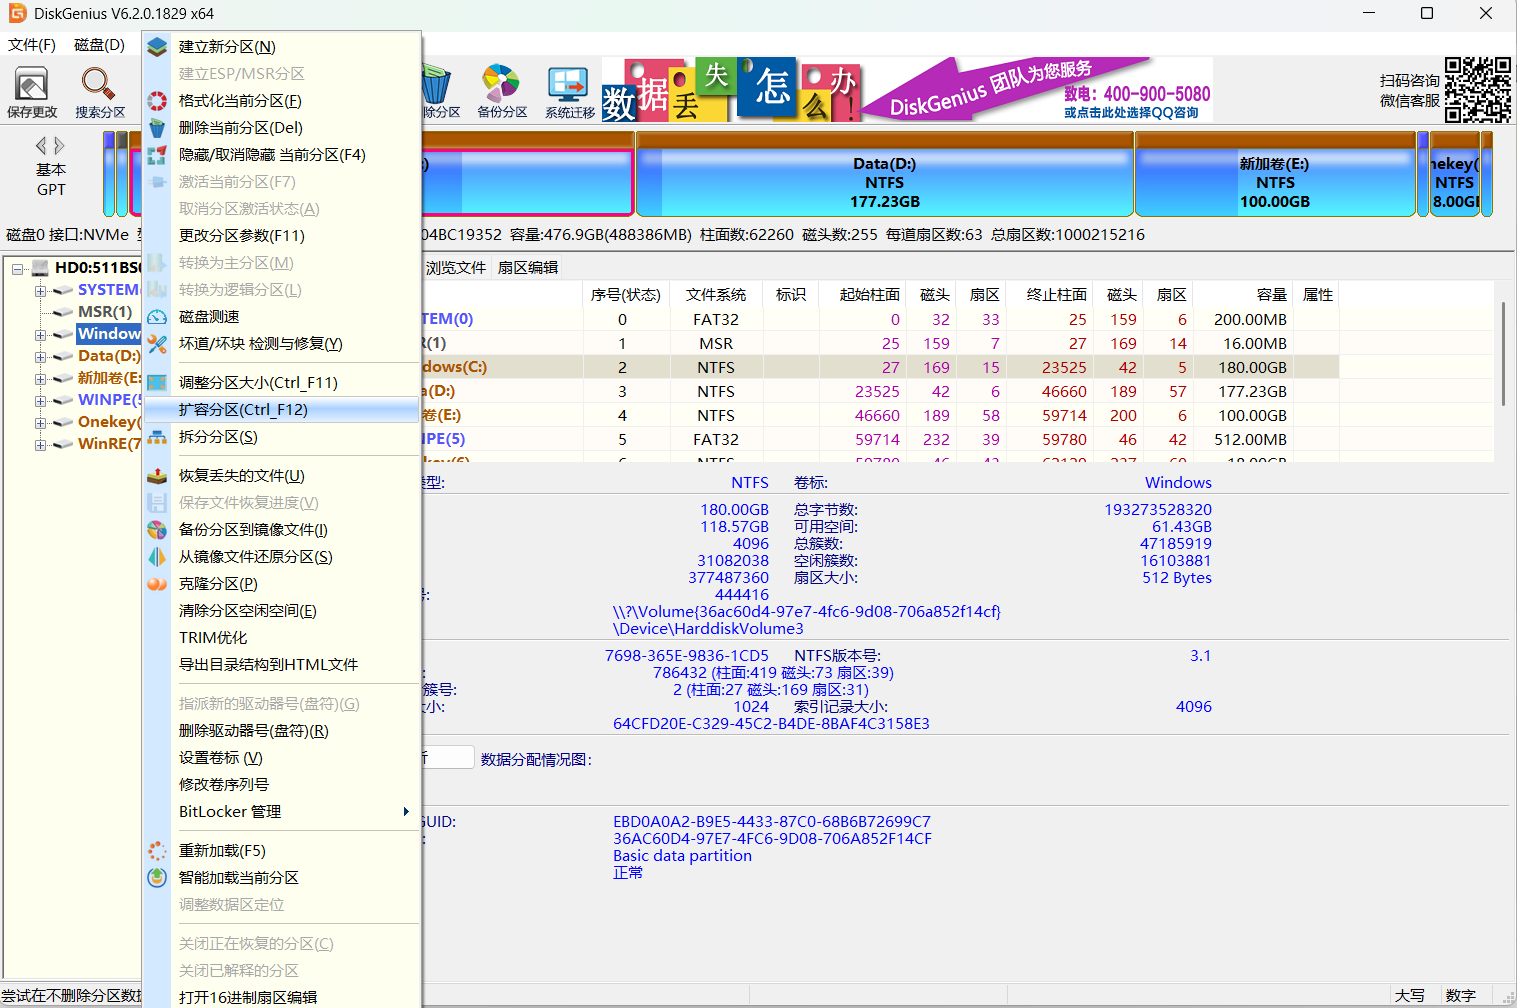 DiskGenius V6.2.0.1829 x64
文件(F) 磁盘(D)
保存更改 搜索分区 除分区 备份分区 系统迁移
数据丢失怎么办!
DiskGenius 团队为您服务
致电: 400-900-5080
或点击此处选择QQ咨询
扫码咨询
微信客服
基本
GPT
Data(D:)
NTFS
177.23GB
新加卷(E:)
NTFS
100.00GB
nekey(
NTFS
8.00GB
磁盘0 接口:NVMe
04BC19352 容量:476.9GB(488386MB) 柱面数:62260 磁头数:255 每道扇区数:63 总扇区数:1000215216
HD0:511BS
SYSTEM
MSR(1)
Window
Data(D:)
新加卷(E:
WINPE(5
Onekey(
WinRE(7
建立新分区(N)
建立ESP/MSR分区
格式化当前分区(F)
删除当前分区(Del)
隐藏/取消隐藏 当前分区(F4)
激活当前分区(F7)
取消分区激活状态(A)
更改分区参数(F11)
转换为主分区(M)
转换为逻辑分区(L)
磁盘测速
坏道/坏块 检测与修复(Y)
调整分区大小(Ctrl_F11)
扩容分区(Ctrl_F12)
拆分分区(S)
恢复丢失的文件(U)
保存文件恢复进度(V)
备份分区到镜像文件(I)
从镜像文件还原分区(S)
克隆分区(P)
清除分区空闲空间(E)
TRIM优化
导出目录结构到HTML文件
指派新的驱动器号(盘符)(G)
删除驱动器号(盘符)(R)
设置卷标 (V)
修改卷序列号
BitLocker 管理
重新加载(F5)
智能加载当前分区
调整数据区定位
关闭正在恢复的分区(C)
关闭已解释的分区
打开16进制扇区编辑
浏览文件 扇区编辑
序号(状态) 文件系统 标识 起始柱面 磁头 扇区 终止柱面 磁头 扇区 容量 属性
TEM(0) 0 FAT32 0 32 33 25 159 6 200.00MB
R(1) 1 MSR 25 159 7 27 169 14 16.00MB
dows(C:) 2 NTFS 27 169 15 23525 42 5 180.00GB
a(D:) 3 NTFS 23525 42 6 46660 189 57 177.23GB
卷(E:) 4 NTFS 46660 189 58 59714 200 6 100.00GB
NPE(5) 5 FAT32 59714 232 39 59780 46 42 512.00MB
类型: NTFS 卷标: Windows
180.00GB 总字节数: 193273528320
118.57GB 可用空间: 61.43GB
4096 总簇数: 47185919
31082038 空闲簇数: 16103881
377487360 扇区大小: 512 Bytes
号: 444416
\\?\Volume{36ac60d4-97e7-4fc6-9d08-706a852f14cf}
\Device\HarddiskVolume3
7698-365E-9836-1CD5 NTFS版本号: 3.1
: 786432 (柱面:419 磁头:73 扇区:39)
簇号: 2 (柱面:27 磁头:169 扇区:31)
大小: 1024 索引记录大小: 4096
64CFD20E-C329-45C2-B4DE-8BAF4C3158E3
析 数据分配情况图:
GUID: EBD0A0A2-B9E5-4433-87C0-68B6B72699C7
: 36AC60D4-97E7-4FC6-9D08-706A852F14CF
Basic data partition
正常
尝试在不删除分区数据
大写 数字